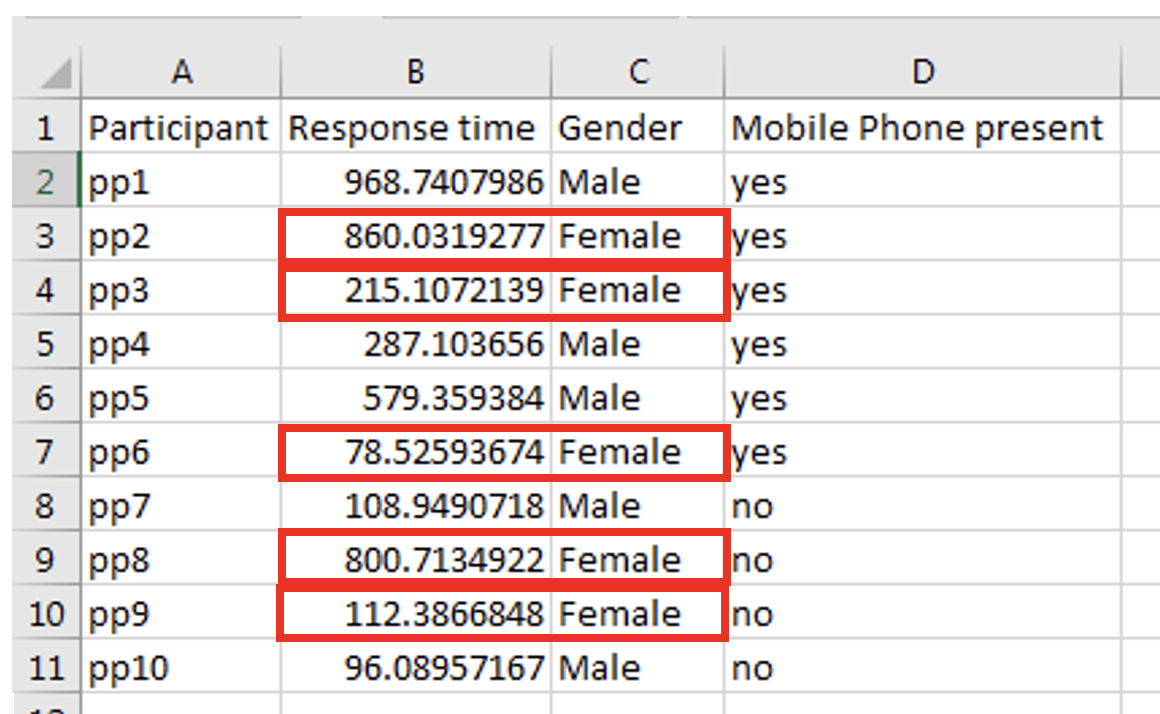 A B C D
1 Participant Response time Gender Mobile Phone present
2 pp1 968.7407986 Male yes
3 pp2 860.0319277 Female yes
4 pp3 215.1072139 Female yes
5 pp4 287.103656 Male yes
6 pp5 579.359384 Male yes
7 pp6 78.52593674 Female yes
8 pp7 108.9490718 Male no
9 pp8 800.7134922 Female no
10 pp9 112.3866848 Female no
11 pp10 96.08957167 Male no